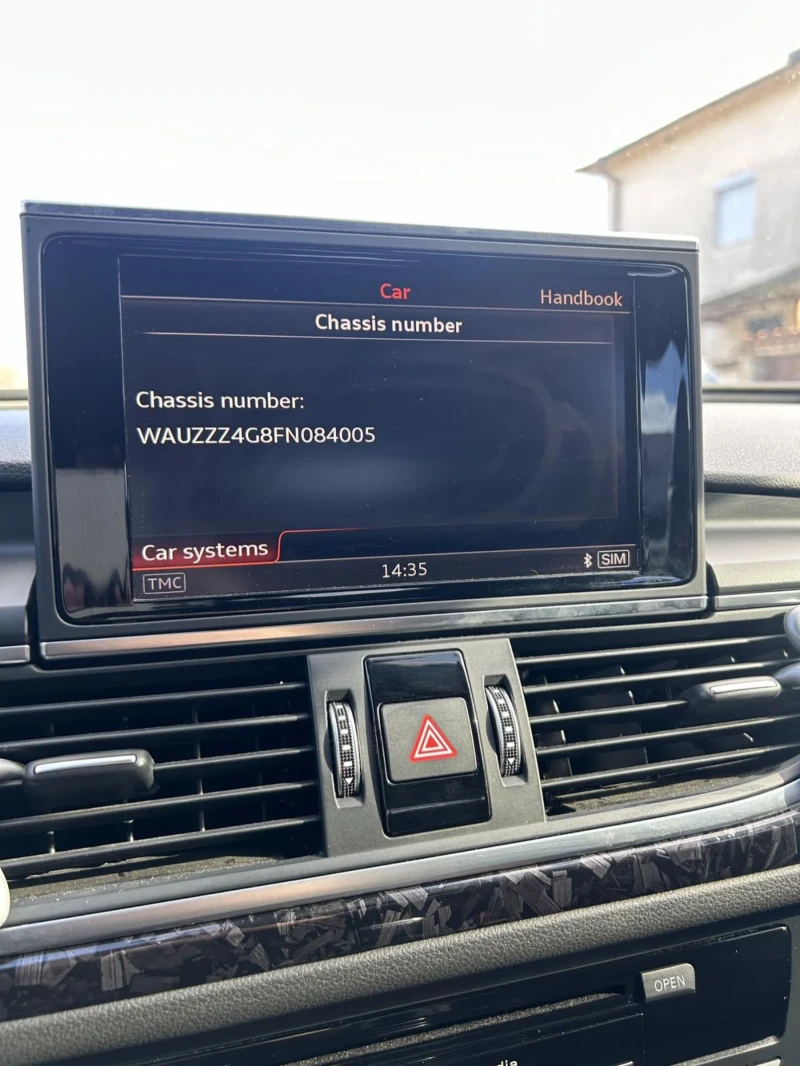 Car
Handbook
Chassis number
Chassis number:
WAUZZZ4G8FN084005
Car systems
TMC
14:35
SIM
OPEN